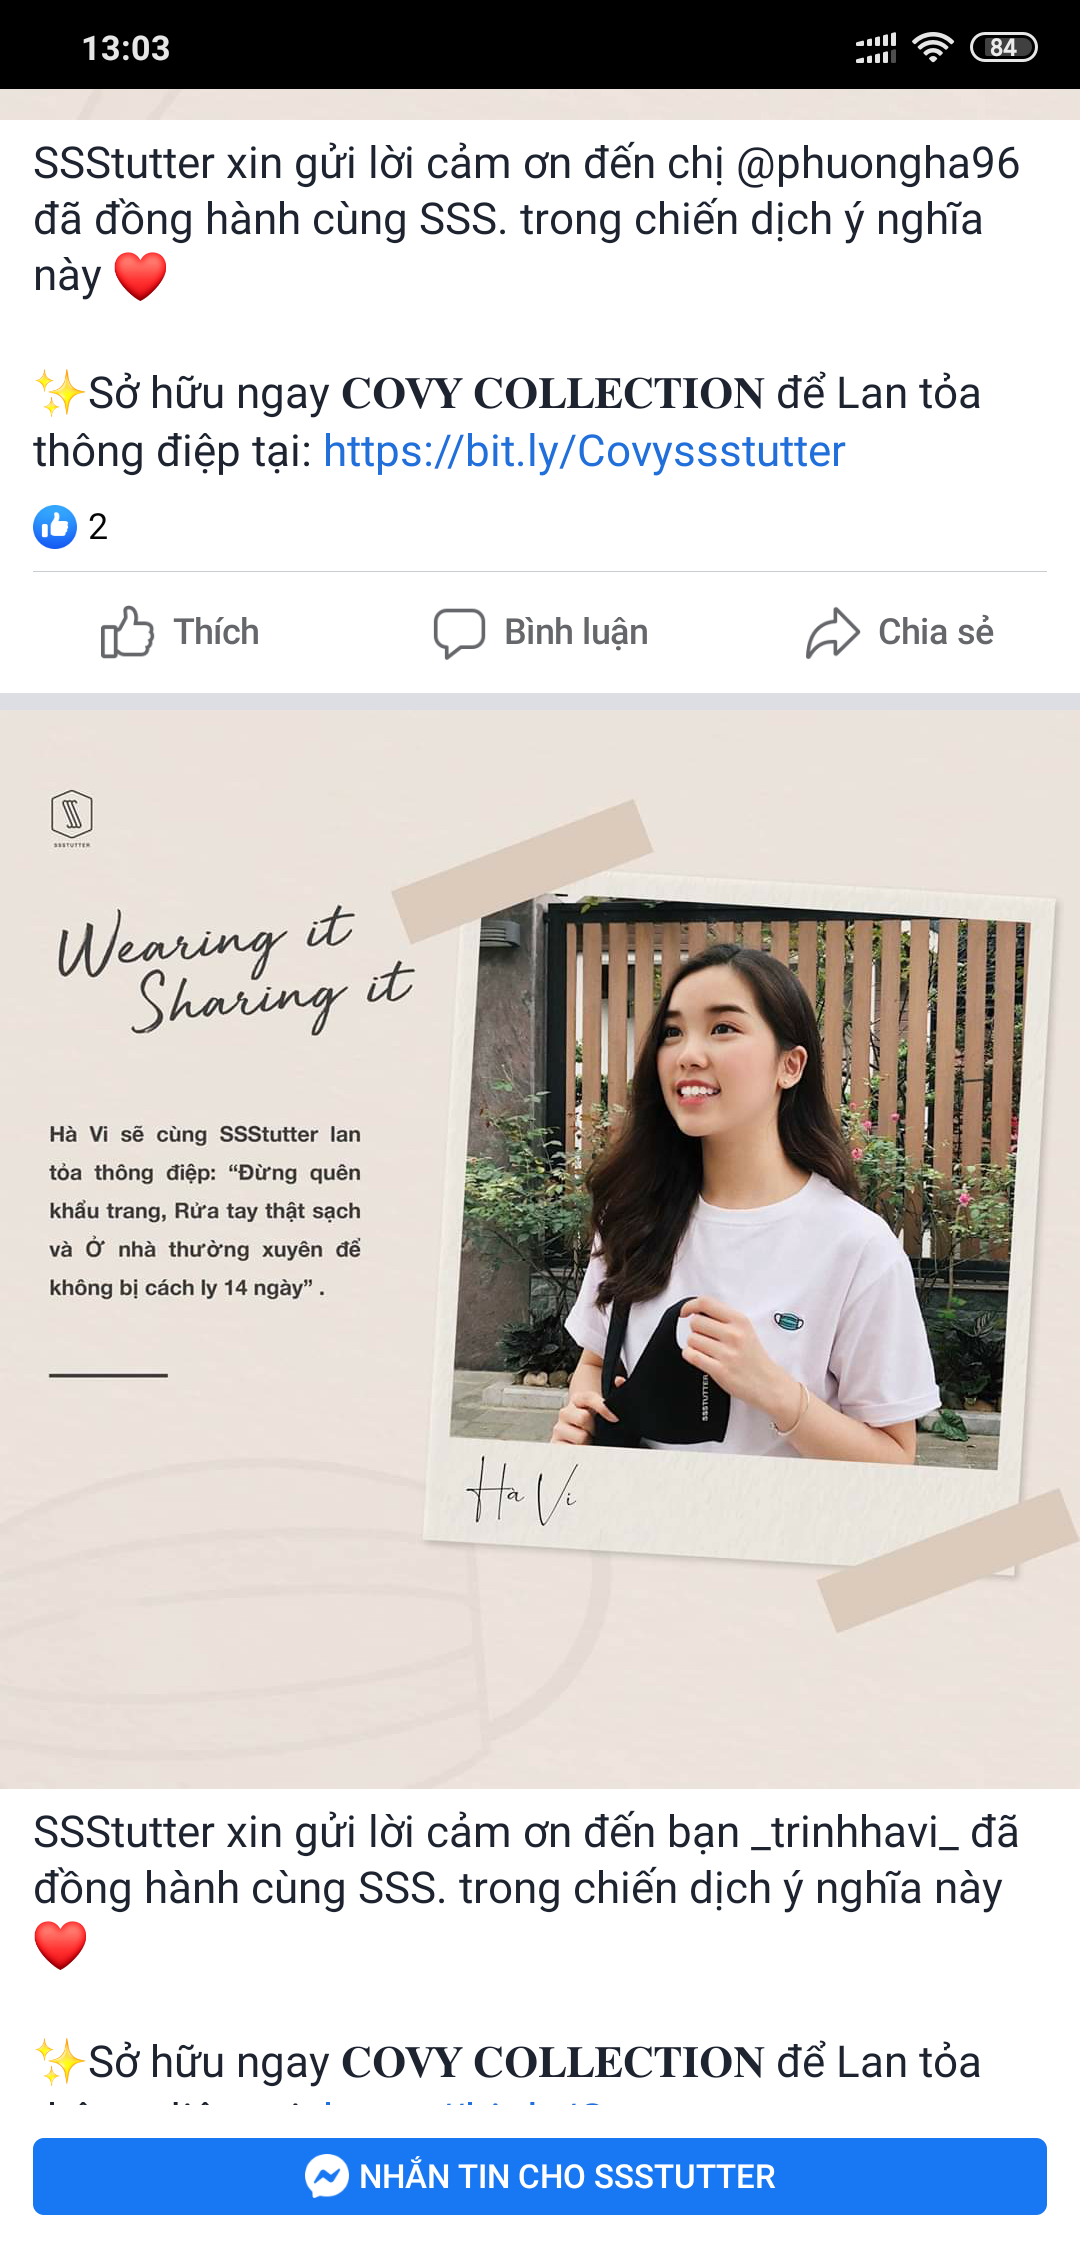 13:03
84
SSStutter xin gửi lời cảm ơn đến chị @phuongha96
đã đồng hành cùng SSS. trong chiến dịch ý nghĩa
này ❤️
✨Sở hữu ngay COVY COLLECTION để Lan tỏa
thông điệp tại: https://bit.ly/Covyssstutter
2
Thích
Bình luận
Chia sẻ
SSSTUTTER
Wearing it
Sharing it
Hà Vi sẽ cùng SSStutter lan
tỏa thông điệp: “Đừng quên
khẩu trang, Rửa tay thật sạch
và Ở nhà thường xuyên để
không bị cách ly 14 ngày” .
SSSTUTTER
Hà Vi
SSStutter xin gửi lời cảm ơn đến bạn _trinhhavi_ đã
đồng hành cùng SSS. trong chiến dịch ý nghĩa này
❤️
✨Sở hữu ngay COVY COLLECTION để Lan tỏa
NHẮN TIN CHO SSSTUTTER